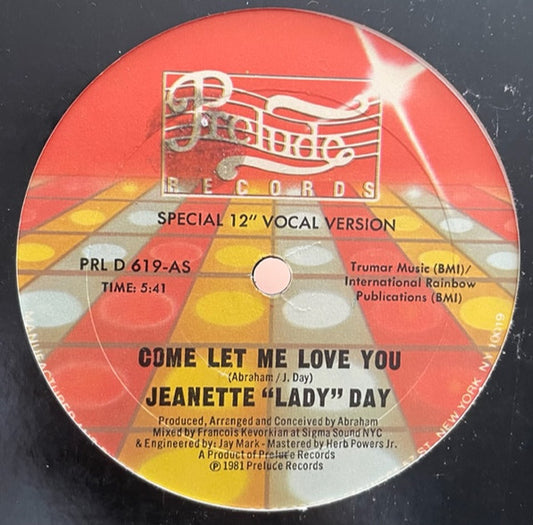 Prelude
RECORDS
SPECIAL 12" VOCAL VERSION
PRL D 619-AS
TIME: 5:41
Trumar Music (BMI)/
International Rainbow
Publications (BMI)
COME LET ME LOVE YOU
(Abraham / J. Day)
JEANETTE "LADY" DAY
Produced, Arranged and Conceived by Abraham
Mixed by Francois Kevorkian at Sigma Sound NYC
& Engineered by: Jay Mark - Mastered by Herb Powers Jr.
A Product of Prelude Records
℗ 1981 Prelude Records
MANUFACTURED
ST. NEW YORK, NY 10019